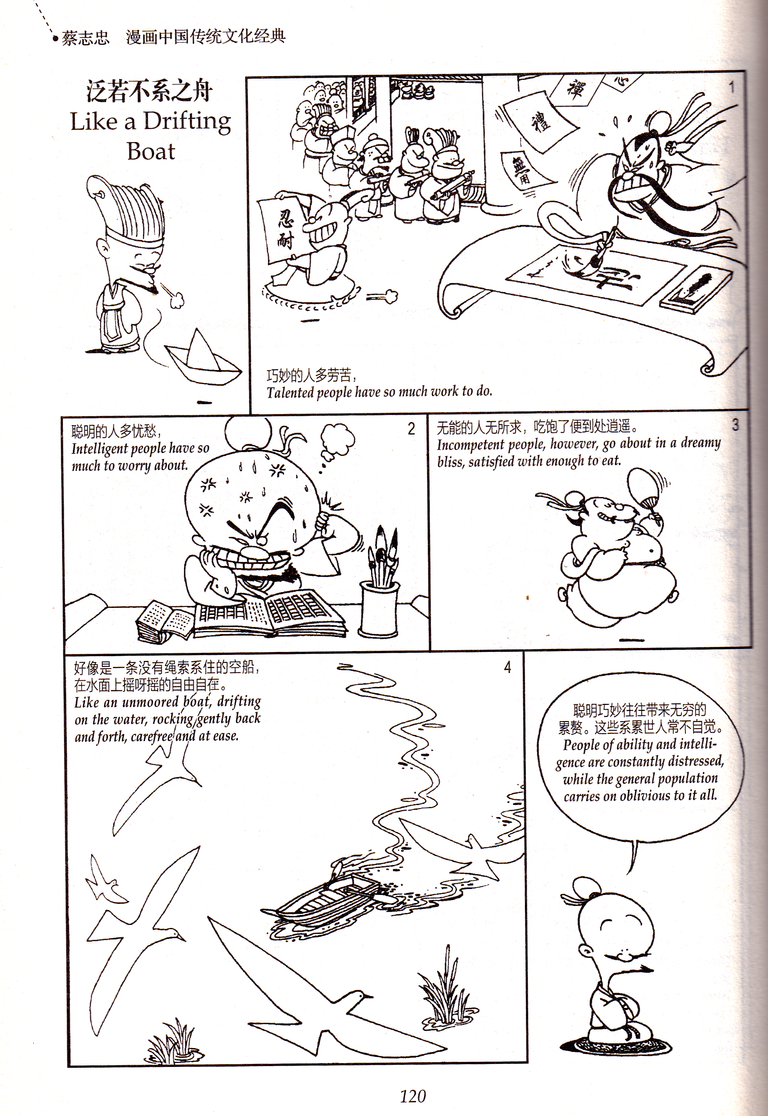 蔡志忠 漫画中国传统文化经典
泛若不系之舟
Like a Drifting
Boat
1
心
禪
禮
無用
忍耐
巧妙的人多劳苦，
Talented people have so much work to do.
聪明的人多忧愁，
Intelligent people have so
much to worry about.
2
无能的人无所求，吃饱了便到处逍遥。
Incompetent people, however, go about in a dreamy
bliss, satisfied with enough to eat.
3
好像是一条没有绳索系住的空船，
在水面上摇呀摇的自由自在。
Like an unmoored boat, drifting
on the water, rocking gently back
and forth, carefree and at ease.
4
聪明巧妙往往带来无穷的
累赘。这些系累世人常不自觉。
People of ability and intelli-
gence are constantly distressed,
while the general population
carries on oblivious to it all.
120